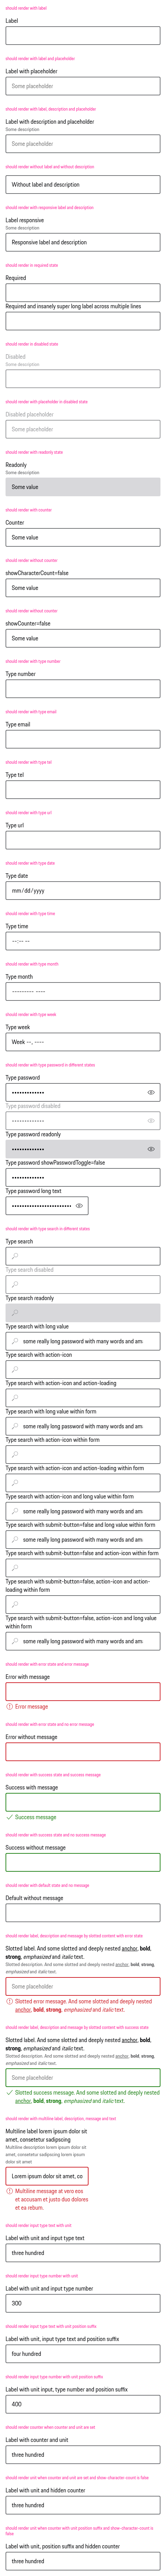 should render with label
Label
should render with label and placeholder
Label with placeholder
Some placeholder
should render with label, description and placeholder
Label with description and placeholder
Some description
Some placeholder
should render without label and without description
Without label and description
should render with responsive label and description
Label responsive
Some description
Responsive label and description
should render in required state
Required
Required and insanely super long label across multiple lines
should render in disabled state
Disabled
Some description
should render with placeholder in disabled state
Disabled placeholder
Some placeholder
should render with readonly state
Readonly
Some description
Some value
should render with counter
Counter
Some value
should render without counter
showCharacterCount=false
Some value
should render without counter
showCounter=false
Some value
should render with type number
Type number
should render with type email
Type email
should render with type tel
Type tel
should render with type url
Type url
should render with type date
Type date
mm/dd/yyyy
should render with type time
Type time
--:-- --
should render with type month
Type month
--------- ----
should render with type week
Type week
Week --, ----
should render with type password in different states
Type password
•••••••••••••
Type password disabled
•••••••••••••
Type password readonly
•••••••••••••
Type password showPasswordToggle=false
•••••••••••••
Type password long text
should render with type search in different states
Type search
Type search disabled
Type search readonly
Type search with long value
some really long password with many words and am
Type search with action-icon
Type search with action-icon and action-loading
Type search with long value within form
some really long password with many words and am
Type search with action-icon within form
Type search with action-icon and action-loading within form
Type search with action-icon and long value within form
some really long password with many words and am
Type search with submit-button=false and long value within form
some really long password with many words and am
Type search with submit-button=false and action-icon within form
Type search with submit-button=false, action-icon and action-
loading within form
Type search with submit-button=false, action-icon and long value
within form
some really long password with many words and am
should render with error state and error message
Error with message
Error message
should render with error state and no error message
Error without message
should render with success state and success message
Success with message
Success message
should render with success state and no success message
Success without message
should render with default state and no message
Default without message
should render label, description and message by slotted content with error state
Slotted label. And some slotted and deeply nested anchor, bold,
strong, emphasized and italic text.
Slotted description. And some slotted and deeply nested anchor, bold, strong,
emphasized and italic text.
Some placeholder
Slotted error message. And some slotted and deeply nested
anchor, bold, strong, emphasized and italic text.
should render label, description and message by slotted content with success state
Slotted label. And some slotted and deeply nested anchor, bold,
strong, emphasized and italic text.
Slotted description. And some slotted and deeply nested anchor, bold, strong,
emphasized and italic text.
Some placeholder
Slotted success message. And some slotted and deeply nested
anchor, bold, strong, emphasized and italic text.
should render with multiline label, description, message and text
Multiline label lorem ipsum dolor sit
amet, consetetur sadipscing
Multiline description lorem ipsum dolor sit
amet, consetetur sadipscing lorem ipsum
dolor sit amet
Lorem ipsum dolor sit amet, co
Multiline message at vero eos
et accusam et justo duo dolores
et ea rebum.
should render input type text with unit
Label with unit and input type text
three hundred
should render input type number with unit
Label with unit and input type number
300
should render input type text with unit position suffix
Label with unit, input type text and position suffix
four hundred
should render input type number with unit position suffix
Label with unit input, type number and position suffix
400
should render counter when counter and unit are set
Label with counter and unit
three hundred
should render unit when counter and unit are set and show-character-count is false
Label with unit and hidden counter
three hundred
should render unit when counter with unit position suffix and show-character-count is
false
Label with unit, position suffix and hidden counter
three hundred